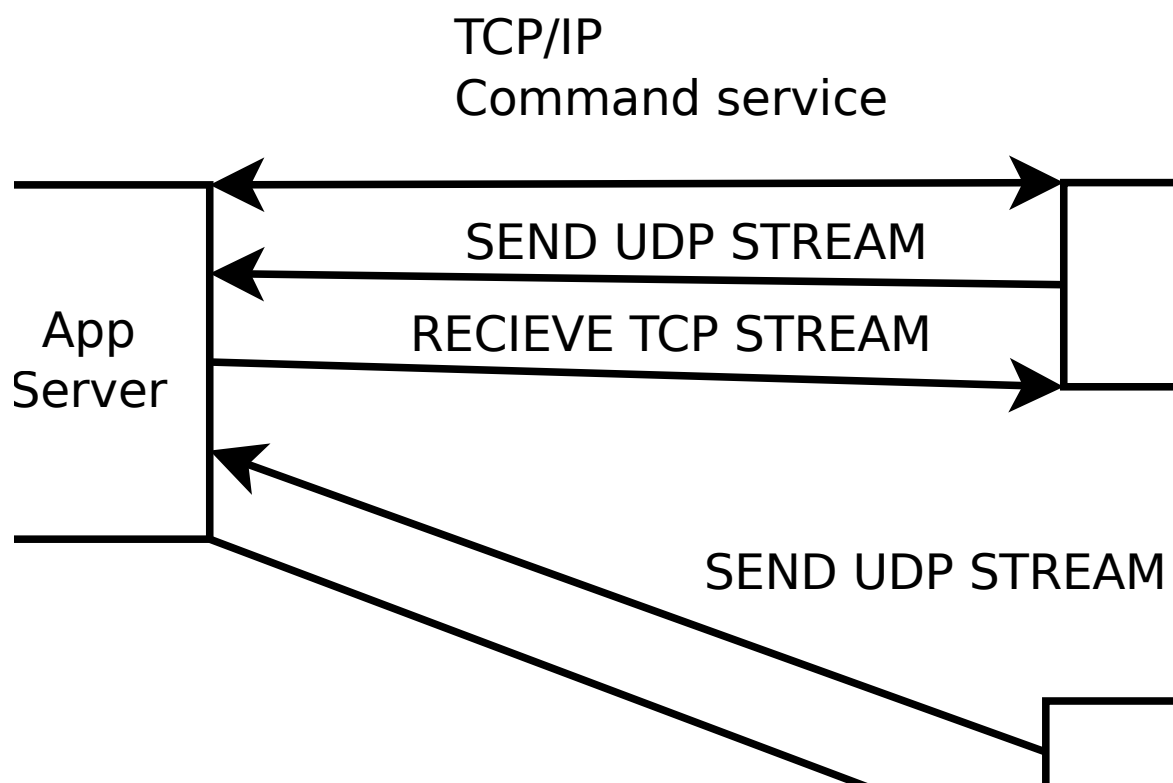 TCP/IP
Command service
SEND UDP STREAM
RECIEVE TCP STREAM
App
Server
SEND UDP STREAM